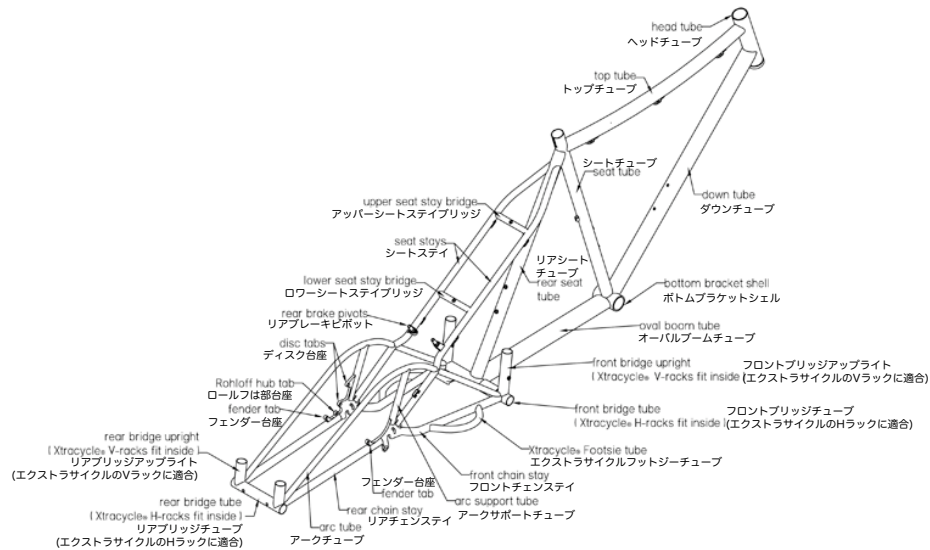 head tube
ヘッドチューブ
top tube
トップチューブ
シートチューブ
seat tube
down tube
ダウンチューブ
upper seat stay bridge
アッパーシートステイブリッジ
seat stays
シートステイ
リアシート
チューブ
rear seat
tube
lower seat stay bridge
ロワーシートステイブリッジ
bottom bracket shell
ボトムブラケットシェル
rear brake pivots
リアブレーキピボット
oval boom tube
オーバルブームチューブ
disc tabs
ディスク台座
front bridge upright
(Xtracycle® V-racks fit inside)
フロントブリッジアップライト
(エクストラサイクルのVラックに適合)
Rohloff hub tab
ロールフは部台座
fender tab
フェンダー台座
front bridge tube
(Xtracycle® H-racks fit inside)
フロントブリッジチューブ
(エクストラサイクルのHラックに適合)
rear bridge upright
(Xtracycle® V-racks fit inside)
リアブリッジアップライト
(エクストラサイクルのVラックに適合)
Xtracycle® Footsie tube
エクストラサイクルフットジーチューブ
front chain stay
フロントチェンステイ
フェンダー台座
fender tab
arc support tube
アークサポートチューブ
rear bridge tube
(Xtracycle® H-racks fit inside)
リアブリッジチューブ
(エクストラサイクルのHラックに適合)
rear chain stay
リアチェンステイ
arc tube
アークチューブ